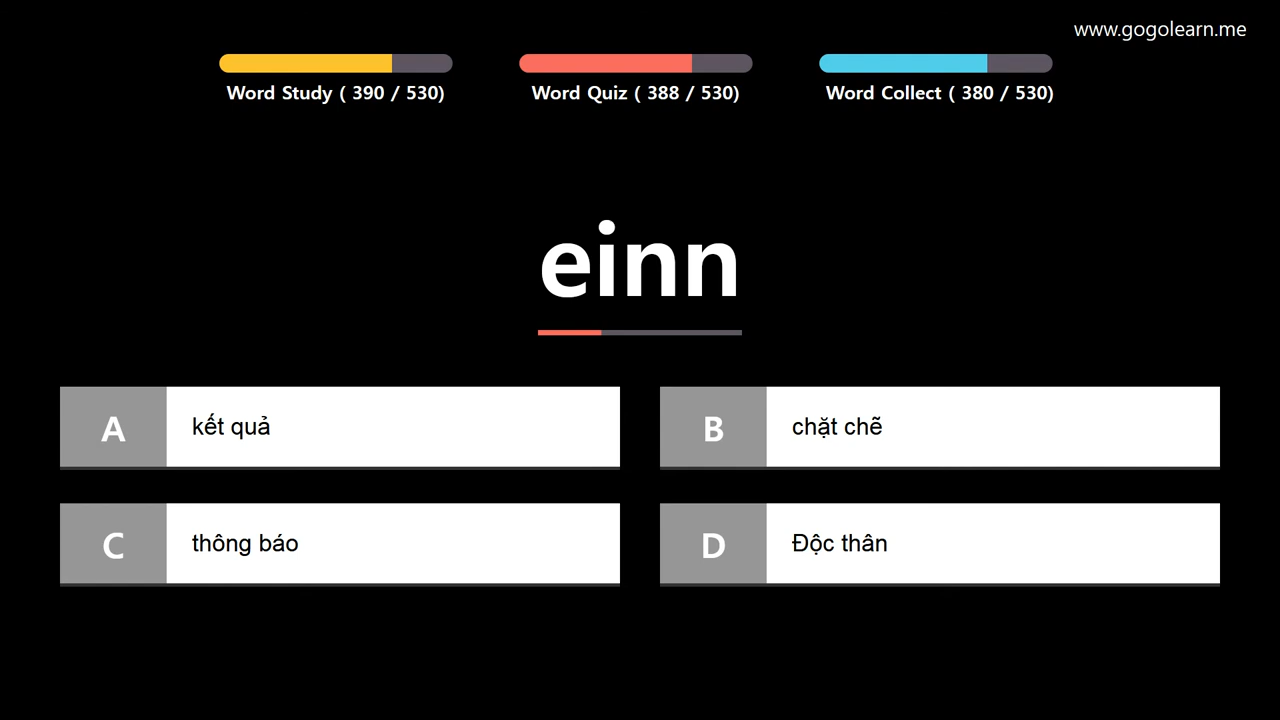 www.gogolearn.me
Word Study ( 390 / 530)
Word Quiz ( 388 / 530)
Word Collect ( 380 / 530)
einn
A kết quả
B chặt chẽ
C thông báo
D Độc thân